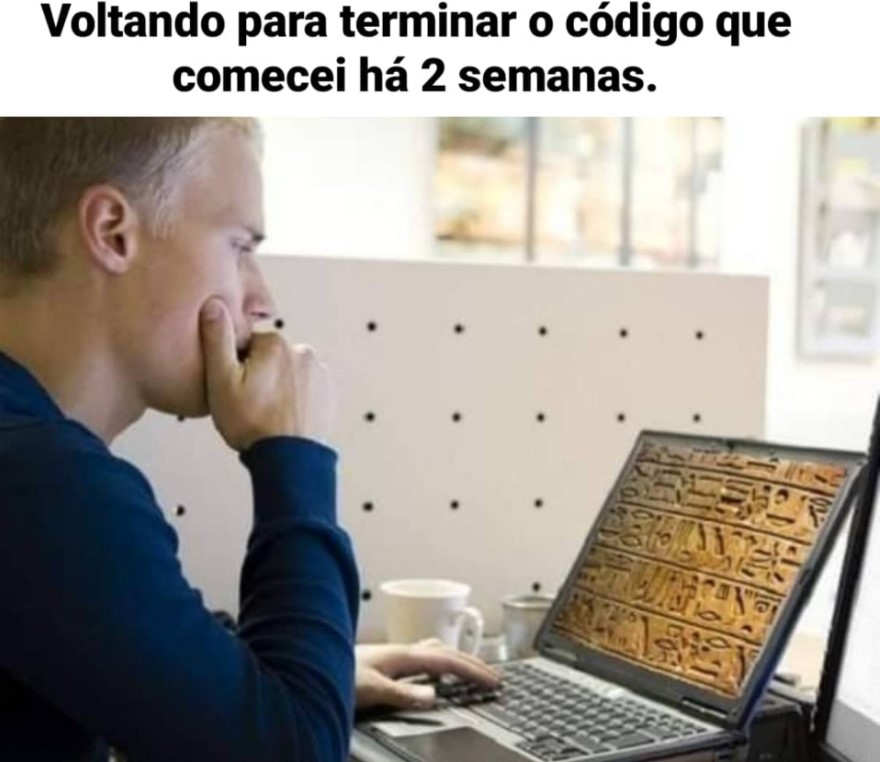 Voltando para terminar o código que
comecei há 2 semanas.